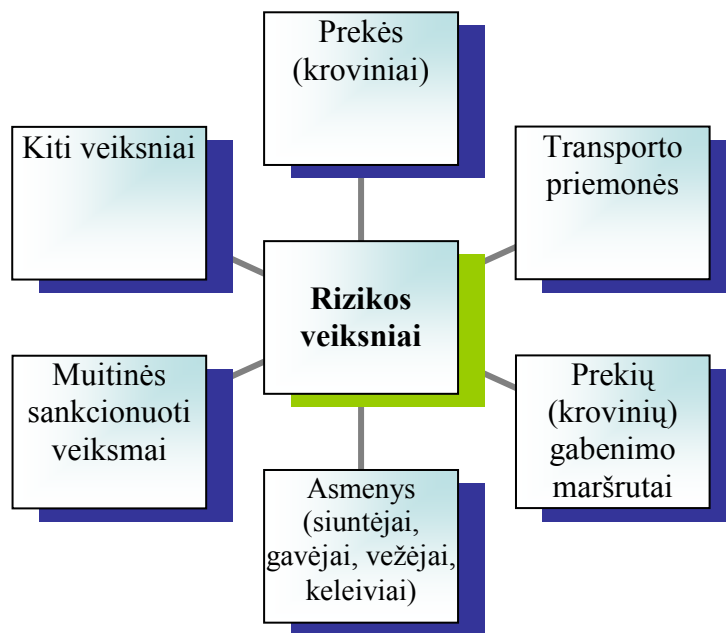 Prekės
(kroviniai)
Kiti veiksniai
Transporto
priemonės
Rizikos
veiksniai
Muitinės
sankcionuoti
veiksmai
Prekių
(krovinių)
gabenimo
maršrutai
Asmenys
(siuntėjai,
gavėjai, vežėjai,
keleiviai)